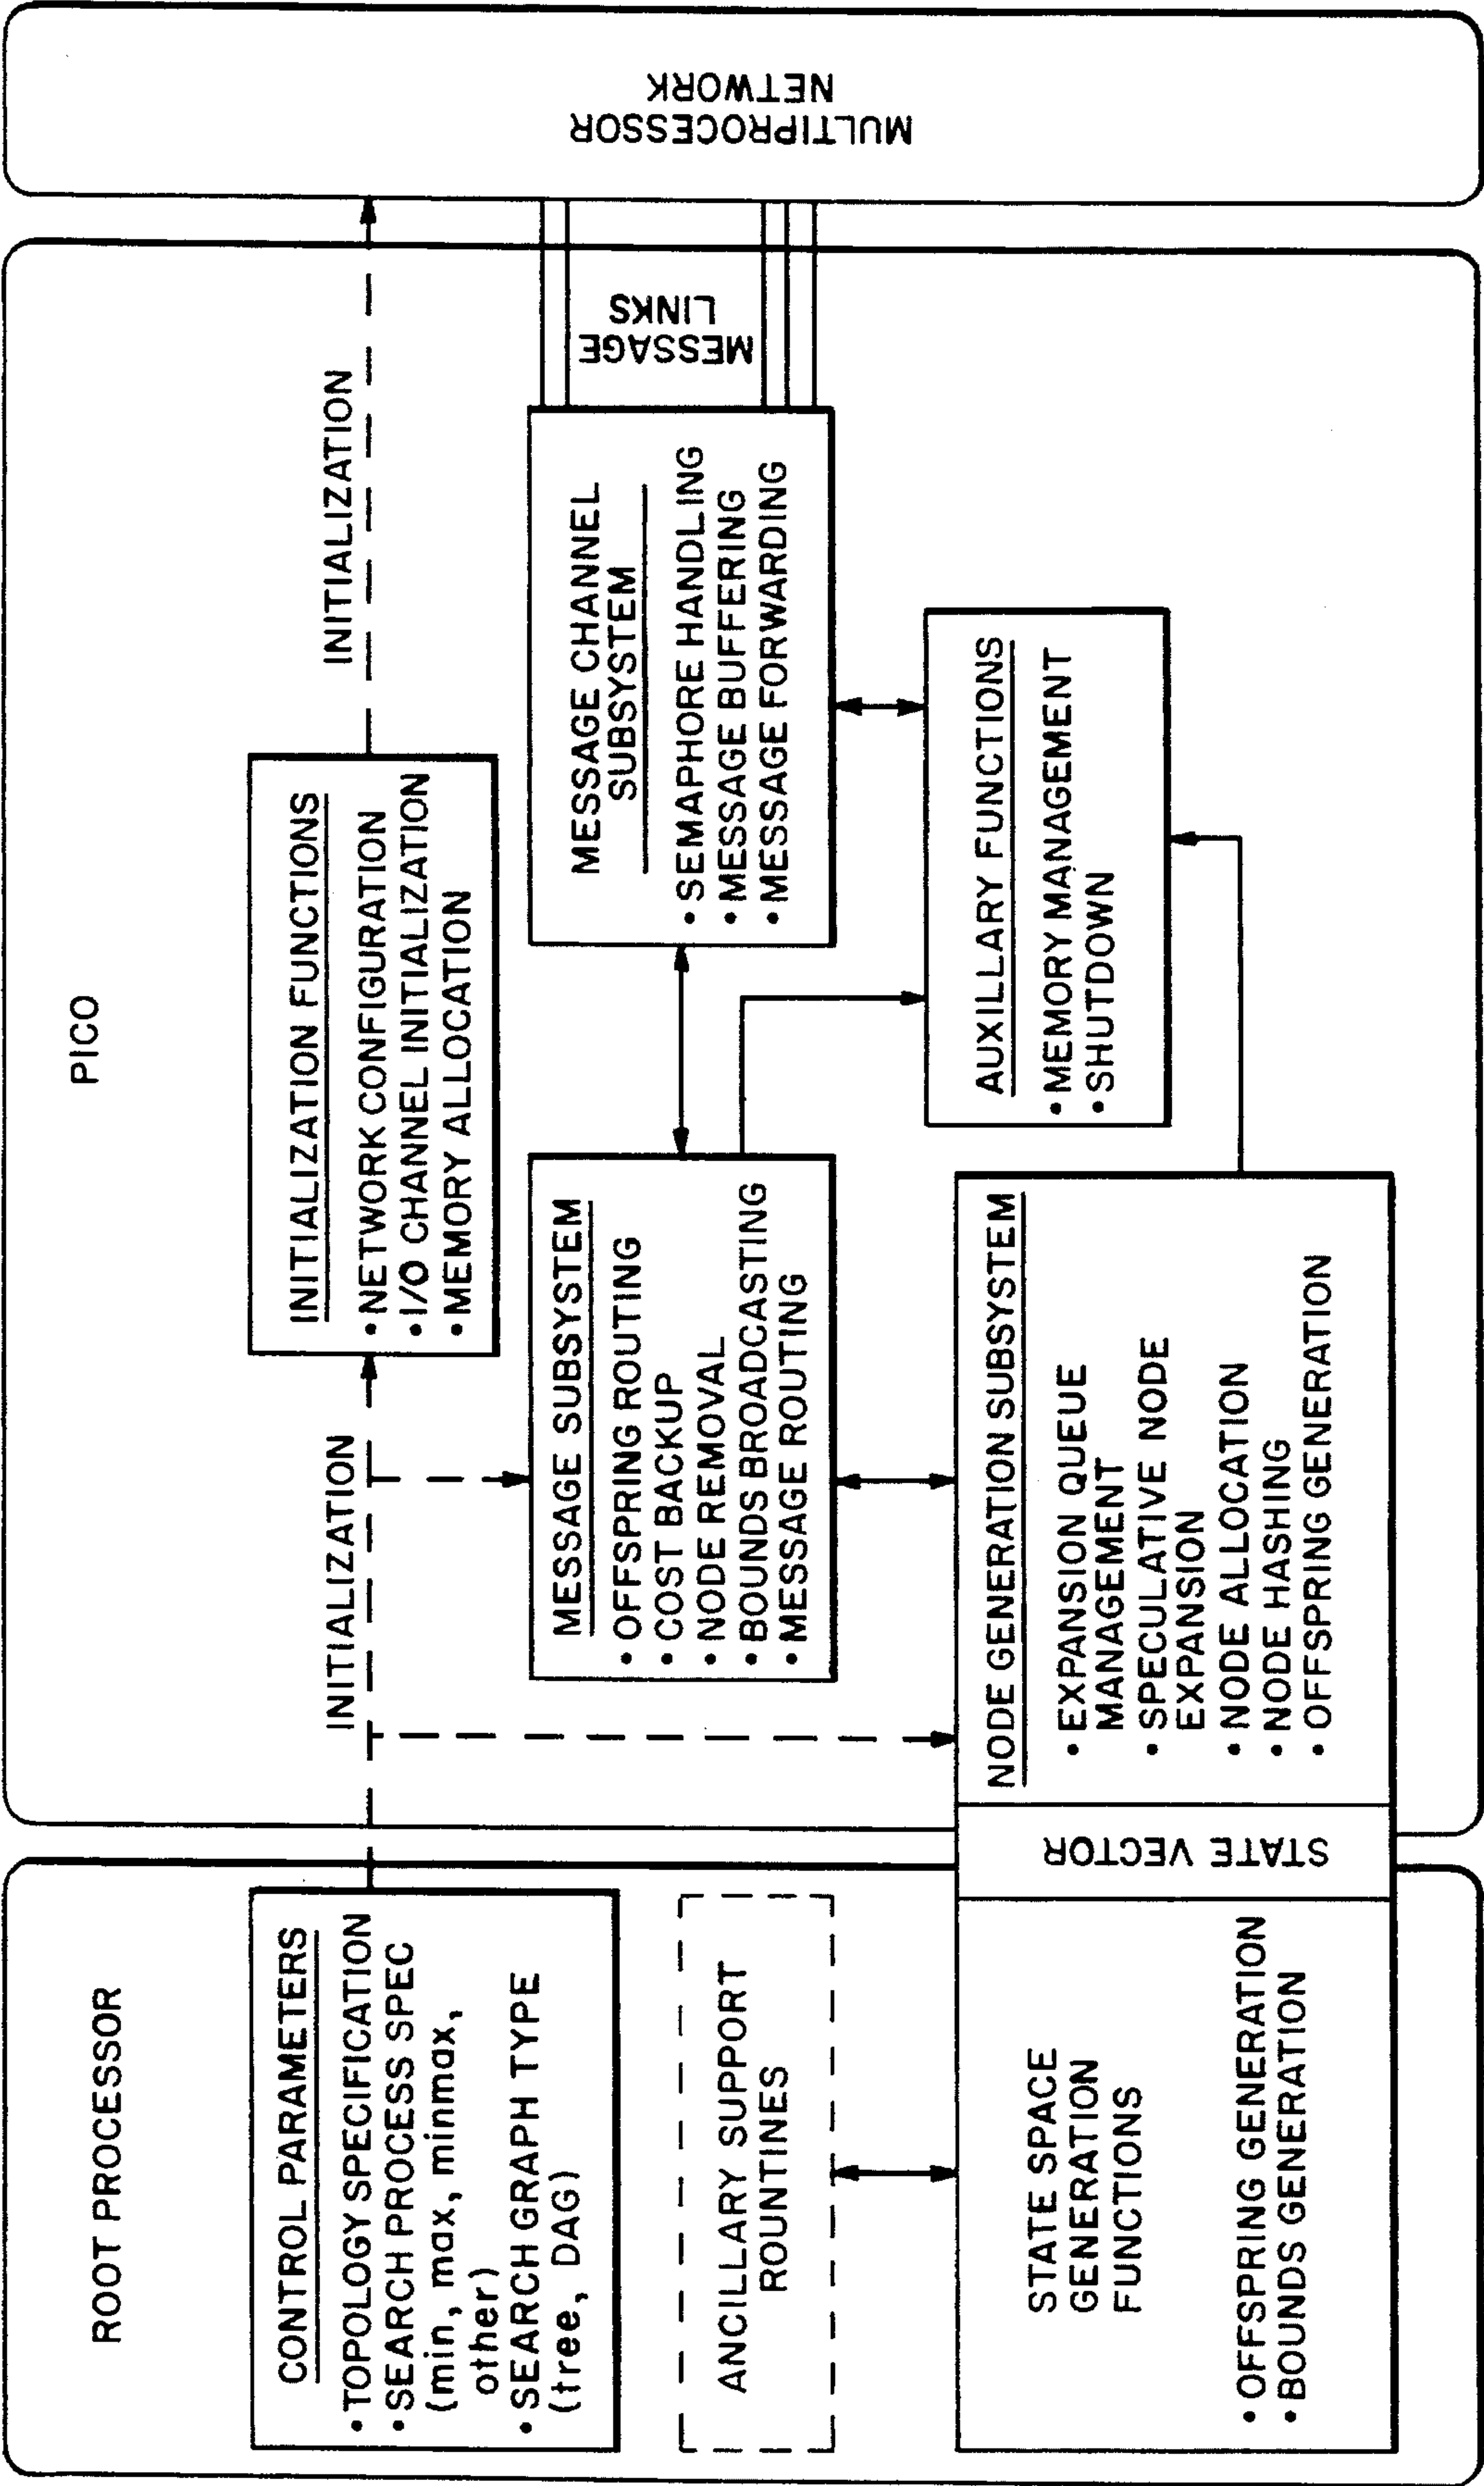 ROOT PROCESSOR
CONTROL PARAMETERS
• TOPOLOGY SPECIFICATION
• SEARCH PROCESS SPEC
(min, max, minmax,
other)
• SEARCH GRAPH TYPE
(tree, DAG)
ANCILLARY SUPPORT
ROUNTINES
STATE SPACE
GENERATION
FUNCTIONS
• OFFSPRING GENERATION
• BOUNDS GENERATION
STATE VECTOR
PICO
INITIALIZATION
INITIALIZATION FUNCTIONS
• NETWORK CONFIGURATION
• I/O CHANNEL INITIALIZATION
• MEMORY ALLOCATION
INITIALIZATION
MESSAGE SUBSYSTEM
• OFFSPRING ROUTING
• COST BACKUP
• NODE REMOVAL
• BOUNDS BROADCASTING
• MESSAGE ROUTING
MESSAGE CHANNEL
SUBSYSTEM
• SEMAPHORE HANDLING
• MESSAGE BUFFERING
• MESSAGE FORWARDING
MESSAGE
LINKS
NODE GENERATION SUBSYSTEM
• EXPANSION QUEUE
MANAGEMENT
• SPECULATIVE NODE
EXPANSION
• NODE ALLOCATION
• NODE HASHING
• OFFSPRING GENERATION
AUXILLARY FUNCTIONS
• MEMORY MANAGEMENT
• SHUTDOWN
MULTIPROCESSOR
NETWORK